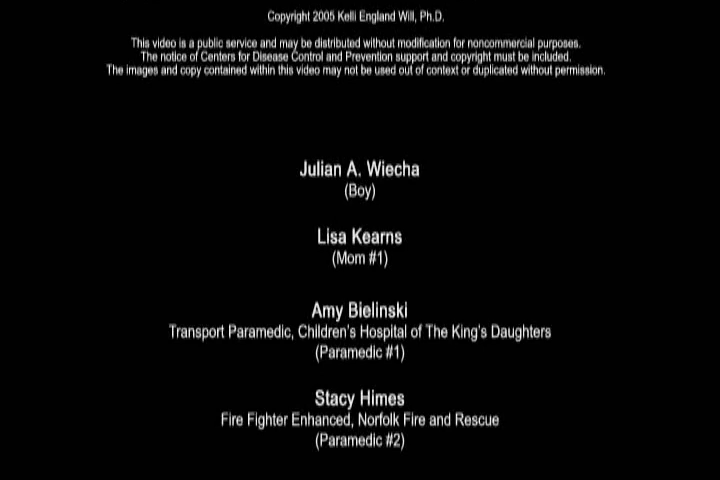 Copyright 2005 Kelli England Will, Ph.D.
This video is a public service and may be distributed without modification for noncommercial purposes.
The notice of Centers for Disease Control and Prevention support and copyright must be included.
The images and copy contained within this video may not be used out of context or duplicated without permission.
Julian A. Wiecha
(Boy)
Lisa Kearns
(Mom #1)
Amy Bielinski
Transport Paramedic, Children's Hospital of The King's Daughters
(Paramedic #1)
Stacy Himes
Fire Fighter Enhanced, Norfolk Fire and Rescue
(Paramedic #2)